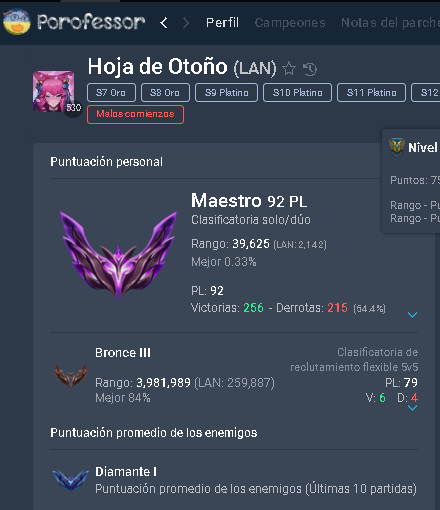 Porofessor
Perfil Campeones Notas del parche
Hoja de Otoño (LAN)
530
S7 Oro S8 Oro S9 Platino S10 Platino S11 Platino S12
Malos comienzos
Nivel
Puntos: 75
Rango - Pu
Rango - Pu
Puntuación personal
Maestro 92 PL
Clasificatoria solo/dúo
Rango: 39,625 (LAN: 2,142)
Mejor 0.33%
PL: 92
Victorias: 256 - Derrotas: 215 (54.4%)
Bronce III
Clasificatoria de
reclutamiento flexible 5v5
Rango: 3,981,989 (LAN: 259,887)
PL: 79
Mejor 84%
V: 6 D: 4
Puntuación promedio de los enemigos
Diamante I
Puntuación promedio de los enemigos (Últimas 10 partidas)